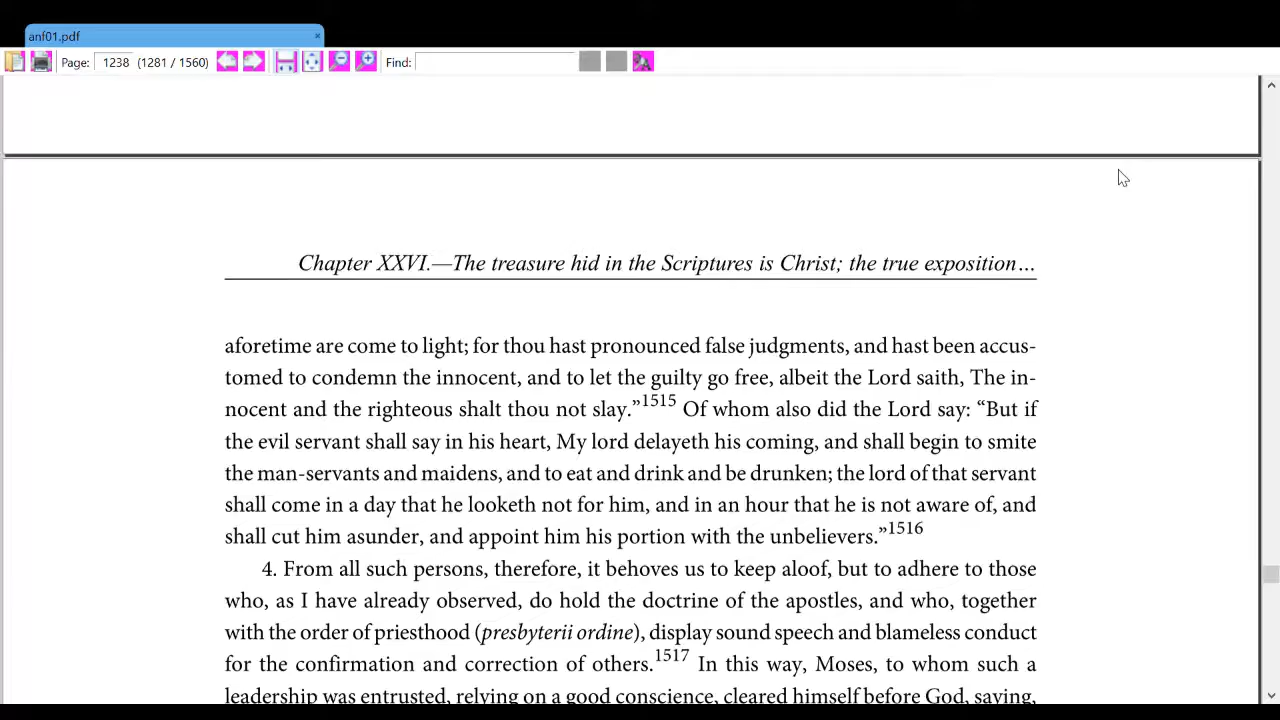 anf01.pdf
Page: 1238 (1281 / 1560) Find:
Chapter XXVI.—The treasure hid in the Scriptures is Christ; the true exposition…
aforetime are come to light; for thou hast pronounced false judgments, and hast been accus-
tomed to condemn the innocent, and to let the guilty go free, albeit the Lord saith, The in-
nocent and the righteous shalt thou not slay.”1515 Of whom also did the Lord say: “But if
the evil servant shall say in his heart, My lord delayeth his coming, and shall begin to smite
the man-servants and maidens, and to eat and drink and be drunken; the lord of that servant
shall come in a day that he looketh not for him, and in an hour that he is not aware of, and
shall cut him asunder, and appoint him his portion with the unbelievers.”1516
4. From all such persons, therefore, it behoves us to keep aloof, but to adhere to those
who, as I have already observed, do hold the doctrine of the apostles, and who, together
with the order of priesthood (presbyterii ordine), display sound speech and blameless conduct
for the confirmation and correction of others.1517 In this way, Moses, to whom such a
leadership was entrusted, relying on a good conscience, cleared himself before God, saying,